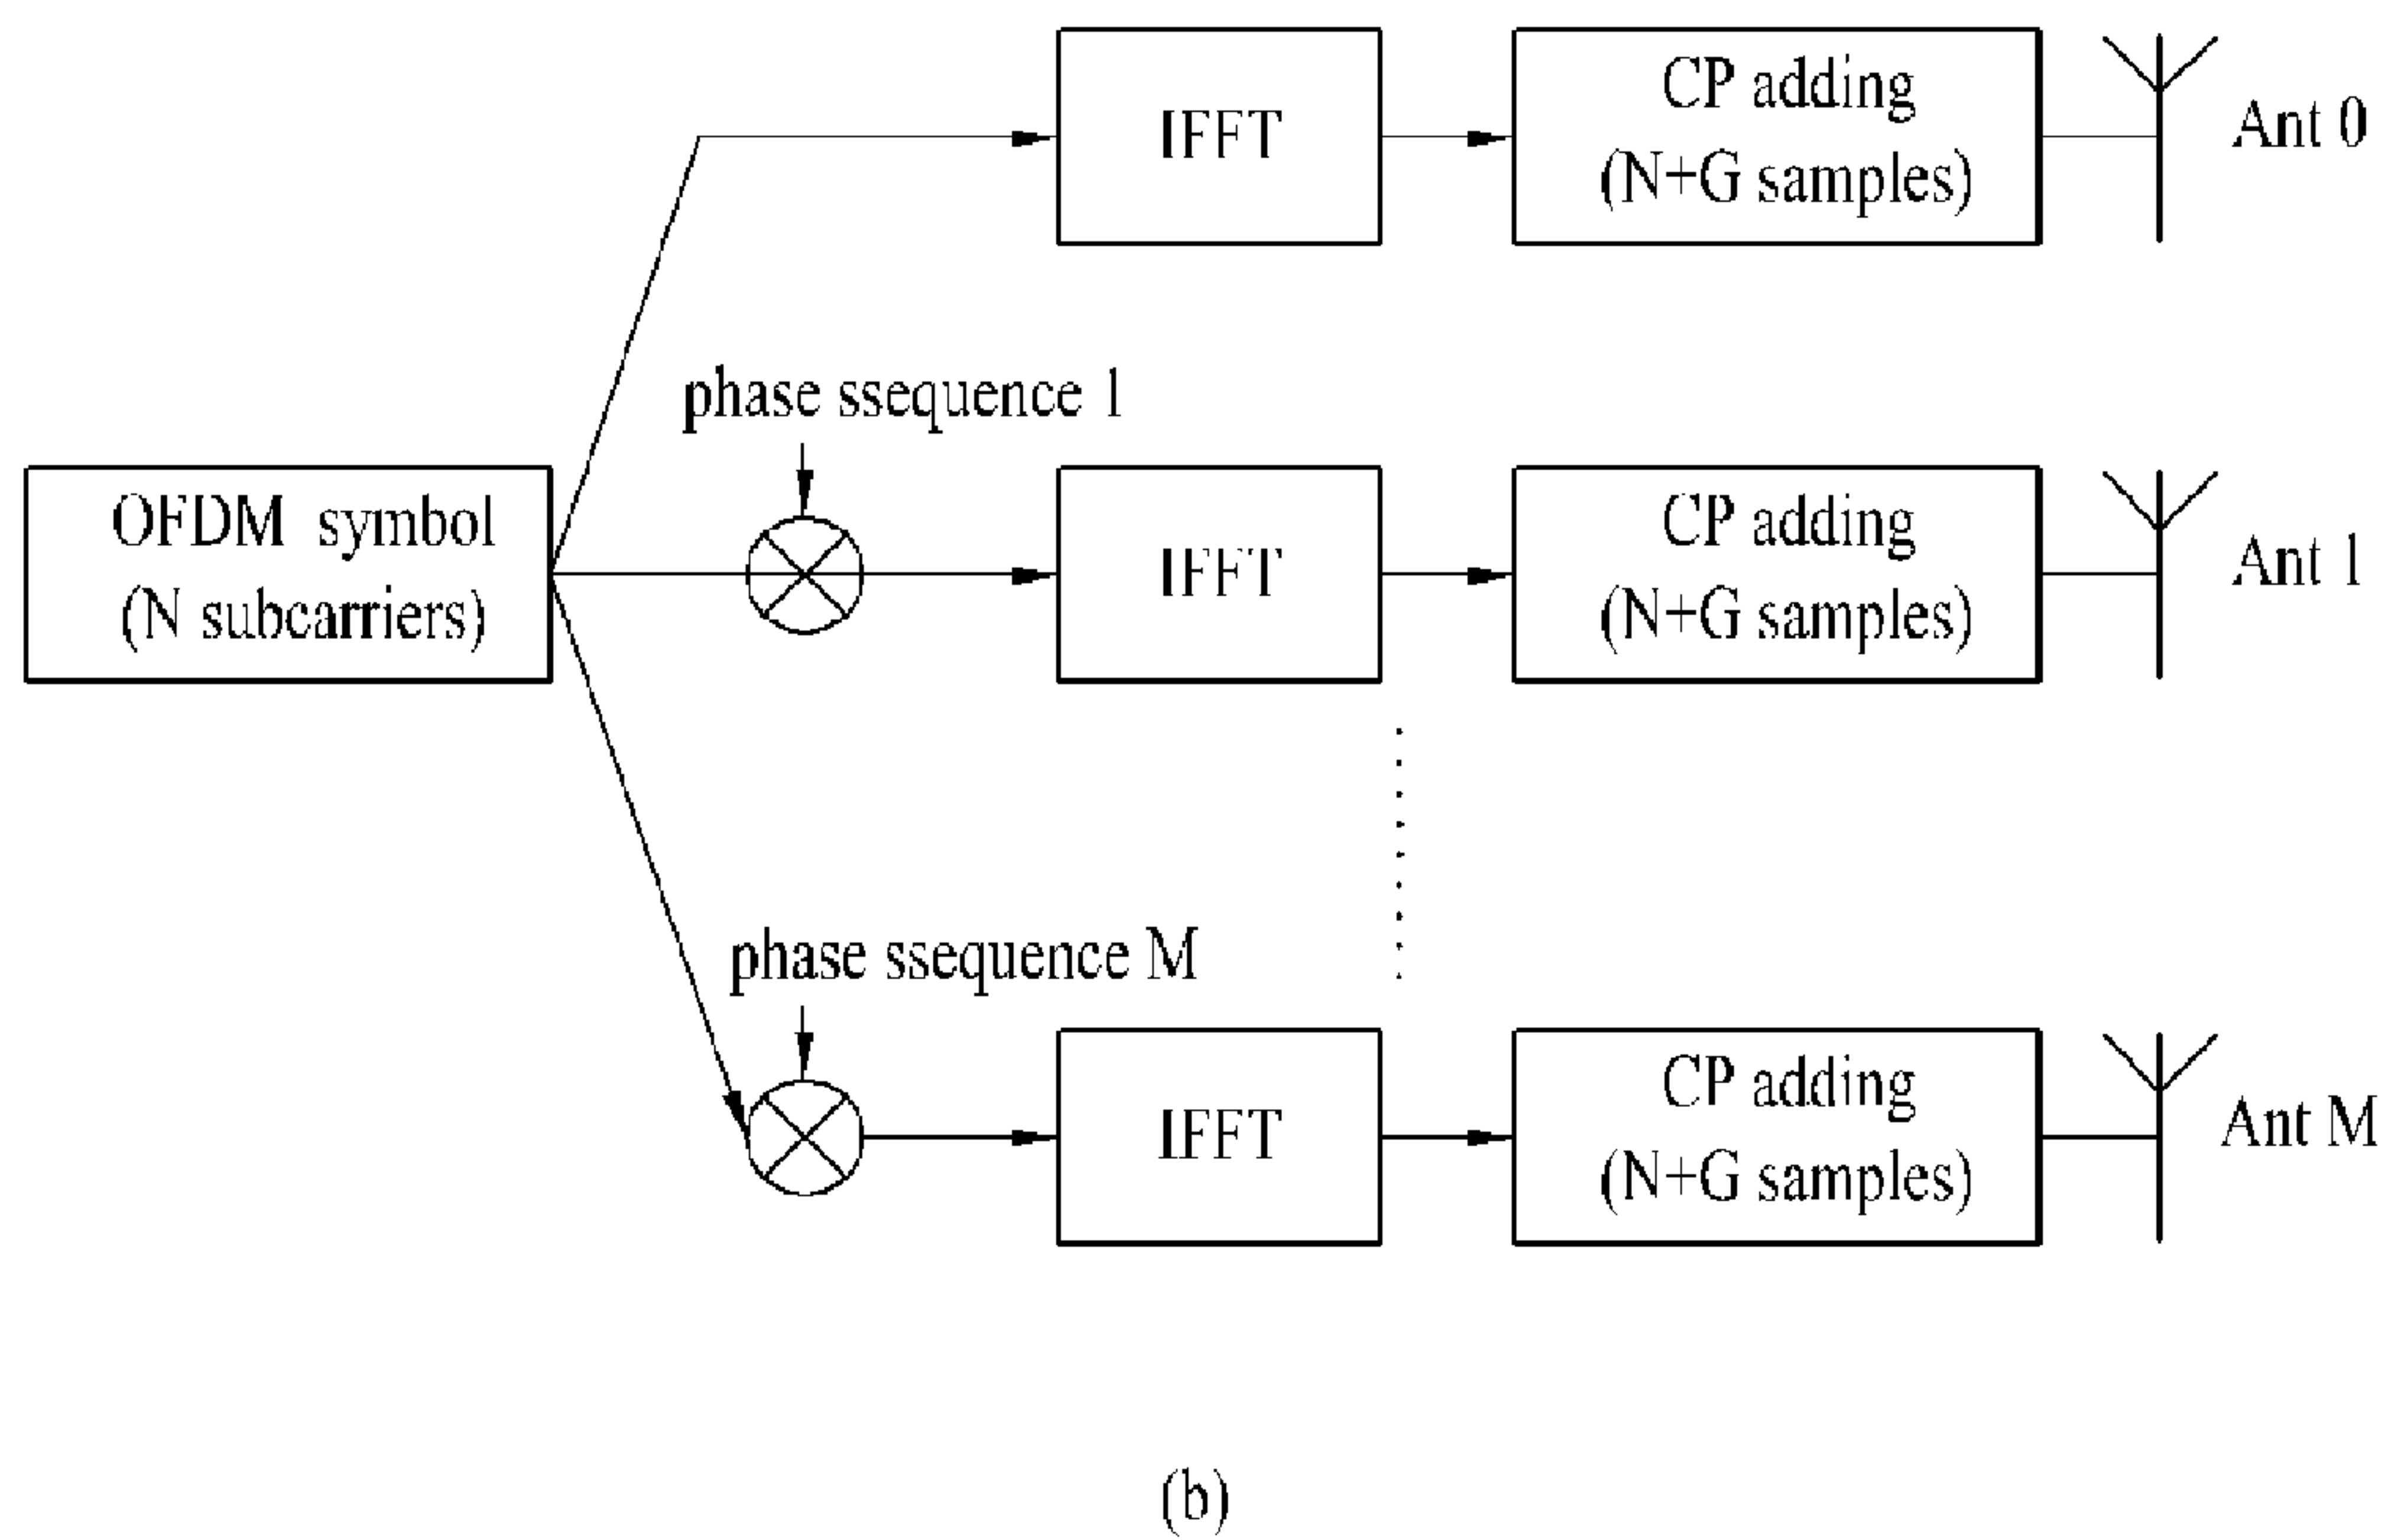 IFFT
CP adding
(N+G samples)
Ant 0
phase ssequence 1
OFDM symbol
(N subcarriers)
IFFT
CP adding
(N+G samples)
Ant 1
phase ssequence M
IFFT
CP adding
(N+G samples)
Ant M
(b)